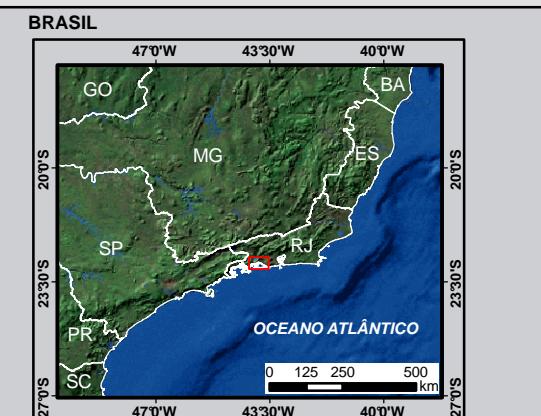 BRASIL
47°0'W 43°30'W 40°0'W
GO
BA
MG
ES
20°0'S 20°0'S
SP
RJ
23°30'S 23°30'S
OCEANO ATLÂNTICO
PR
0 125 250 500
km
SC
27°0'S 27°0'S
47°0'W 43°30'W 40°0'W